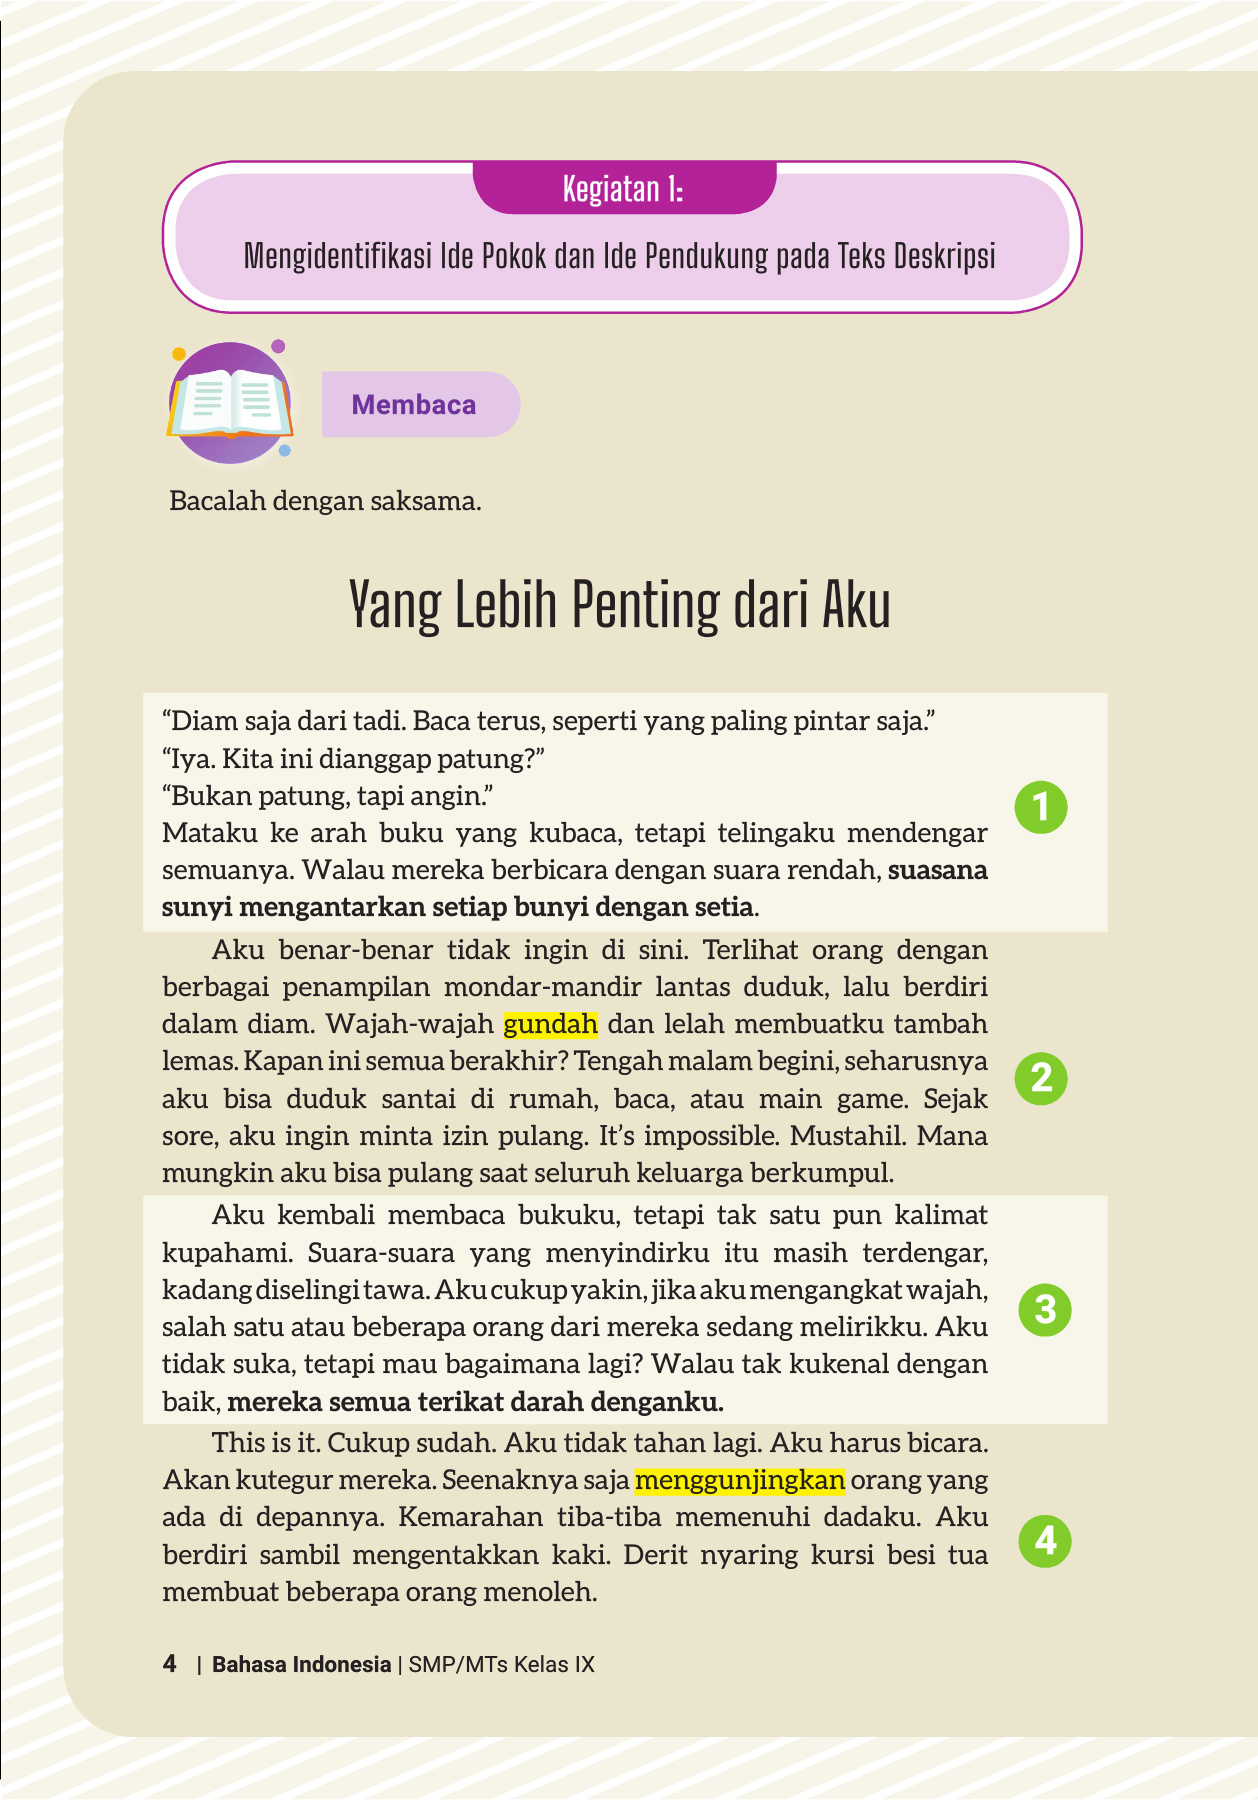 Kegiatan 1:
Mengidentifikasi Ide Pokok dan Ide Pendukung pada Teks Deskripsi
Membaca
Bacalah dengan saksama.
Yang Lebih Penting dari Aku
“Diam saja dari tadi. Baca terus, seperti yang paling pintar saja.”
“Iya. Kita ini dianggap patung?”
“Bukan patung, tapi angin.”
Mataku ke arah buku yang kubaca, tetapi telingaku mendengar
semuanya. Walau mereka berbicara dengan suara rendah, suasana
sunyi mengantarkan setiap bunyi dengan setia.
1
Aku benar-benar tidak ingin di sini. Terlihat orang dengan
berbagai penampilan mondar-mandir lantas duduk, lalu berdiri
dalam diam. Wajah-wajah gundah dan lelah membuatku tambah
lemas. Kapan ini semua berakhir? Tengah malam begini, seharusnya
aku bisa duduk santai di rumah, baca, atau main game. Sejak
sore, aku ingin minta izin pulang. It’s impossible. Mustahil. Mana
mungkin aku bisa pulang saat seluruh keluarga berkumpul.
2
Aku kembali membaca bukuku, tetapi tak satu pun kalimat
kupahami. Suara-suara yang menyindirku itu masih terdengar,
kadang diselingi tawa. Aku cukup yakin, jika aku mengangkat wajah,
salah satu atau beberapa orang dari mereka sedang melirikku. Aku
tidak suka, tetapi mau bagaimana lagi? Walau tak kukenal dengan
baik, mereka semua terikat darah denganku.
3
This is it. Cukup sudah. Aku tidak tahan lagi. Aku harus bicara.
Akan kutegur mereka. Seenaknya saja menggunjingkan orang yang
ada di depannya. Kemarahan tiba-tiba memenuhi dadaku. Aku
berdiri sambil mengentakkan kaki. Derit nyaring kursi besi tua
membuat beberapa orang menoleh.
4
4 | Bahasa Indonesia | SMP/MTs Kelas IX